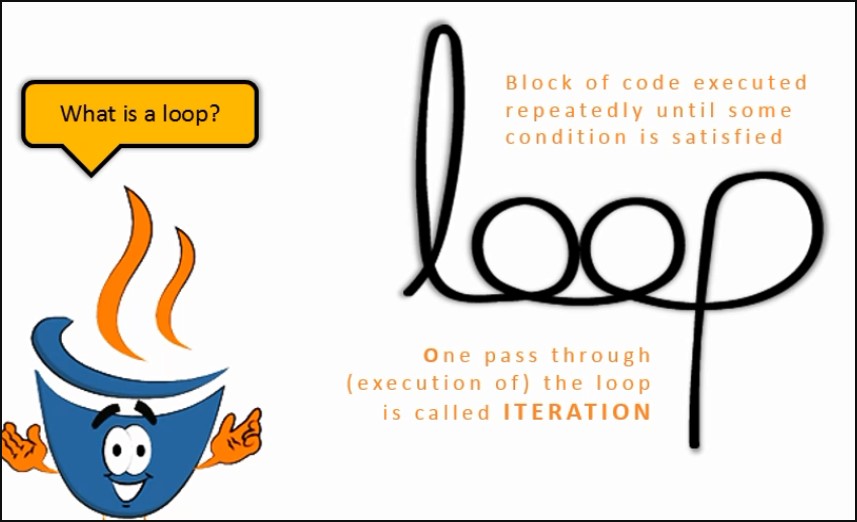 What is a loop?
Block of code executed
repeatedly until some
condition is satisfied
loop
One pass through
(execution of) the loop
is called ITERATION